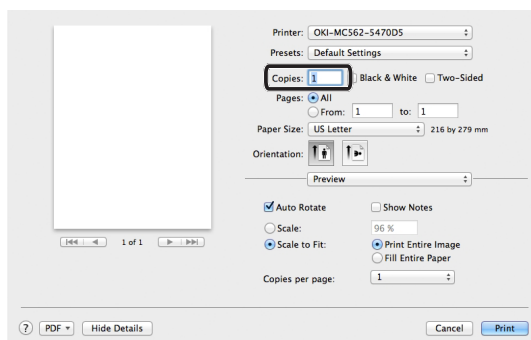 Printer: OKI-MC562-5470D5
Presets: Default Settings
Copies: 1 Black & White Two-Sided
Pages: All
From: 1 to: 1
Paper Size: US Letter 216 by 279 mm
Orientation:
Preview
Auto Rotate Show Notes
Scale: 96 %
Scale to Fit: Print Entire Image
Fill Entire Paper
Copies per page: 1
1 of 1
? PDF Hide Details Cancel Print